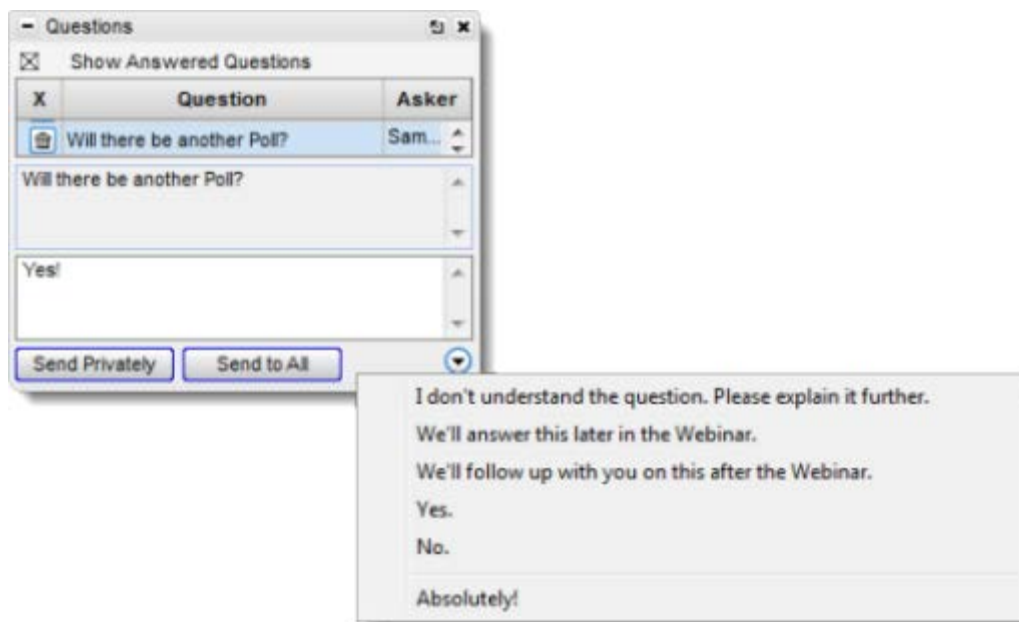 Questions
Show Answered Questions
X Question Asker
Will there be another Poll? Sam...
Will there be another Poll?
Yes!
Send Privately Send to All
I don't understand the question. Please explain it further.
We'll answer this later in the Webinar.
We'll follow up with you on this after the Webinar.
Yes.
No.
Absolutely!